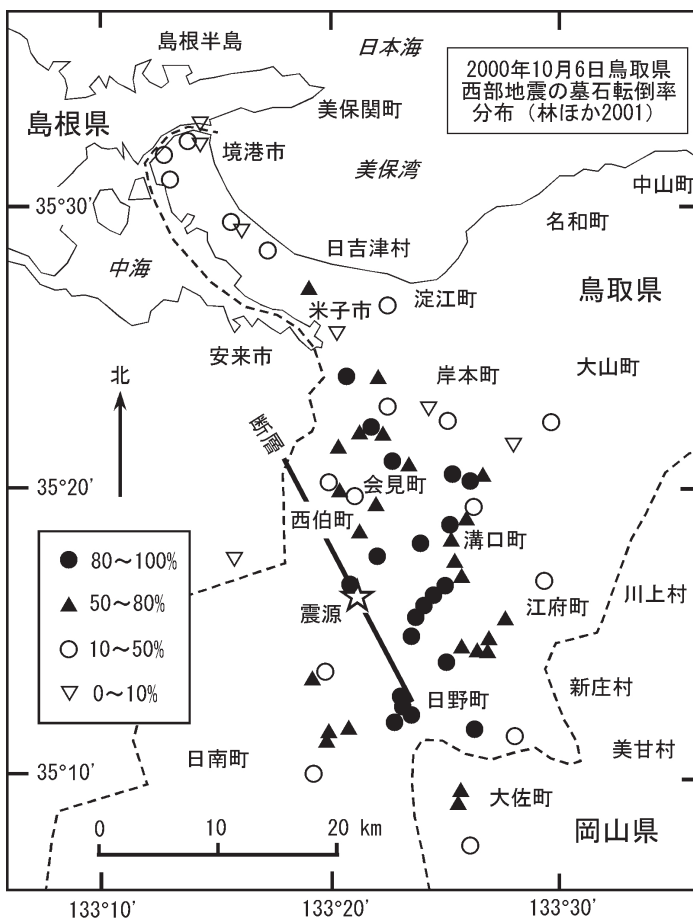 島根半島
日本海
2000年10月6日鳥取県
西部地震の墓石転倒率
分布（林ほか2001）
美保関町
島根県
境港市
美保湾
中山町
35°30'
名和町
日吉津村
中海
鳥取県
淀江町
米子市
安来市
大山町
岸本町
北
断層
会見町
35°20'
西伯町
溝口町
80～100%
50～80%
10～50%
0～10%
川上村
江府町
震源
新庄村
日野町
美甘村
日南町
35°10'
大佐町
岡山県
0 10 20 km
133°10' 133°20' 133°30'